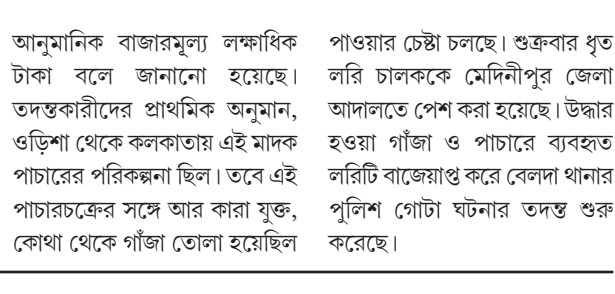 আনুমানিক বাজারমূল্য লক্ষাধিক
টাকা বলে জানানো হয়েছে।
তদন্তকারীদের প্রাথমিক অনুমান,
ওড়িশা থেকে কলকাতায় এই মাদক
পাচারের পরিকল্পনা ছিল। তবে এই
পাচারচক্রের সঙ্গে আর কারা যুক্ত,
কোথা থেকে গাঁজা তোলা হয়েছিল
পাওয়ার চেষ্টা চলছে। শুক্রবার ধৃত
লরি চালককে মেদিনীপুর জেলা
আদালতে পেশ করা হয়েছে। উদ্ধার
হওয়া গাঁজা ও পাচারে ব্যবহৃত
লরিটি বাজেয়াপ্ত করে বেলদা থানার
পুলিশ গোটা ঘটনার তদন্ত শুরু
করেছে।